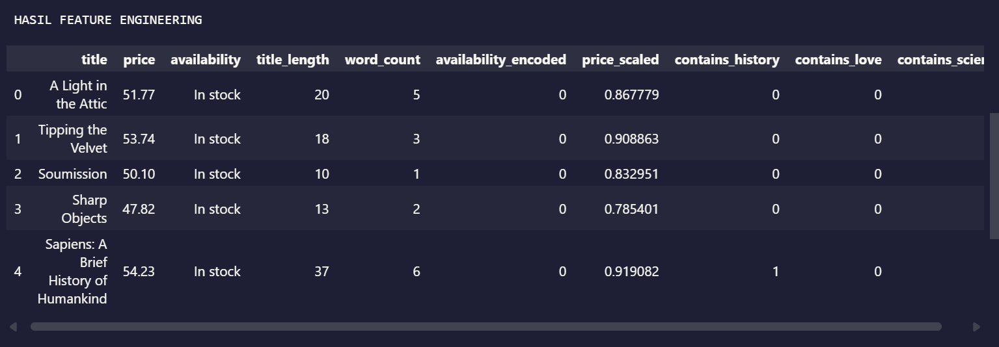 HASIL FEATURE ENGINEERING
title price availability title_length word_count availability_encoded price_scaled contains_history contains_love contains_scien
0 A Light in the Attic 51.77 In stock 20 5 0 0.867779 0 0
1 Tipping the Velvet 53.74 In stock 18 3 0 0.908863 0 0
2 Soumission 50.10 In stock 10 1 0 0.832951 0 0
3 Sharp Objects 47.82 In stock 13 2 0 0.785401 0 0
4 Sapiens: A Brief History of Humankind 54.23 In stock 37 6 0 0.919082 1 0